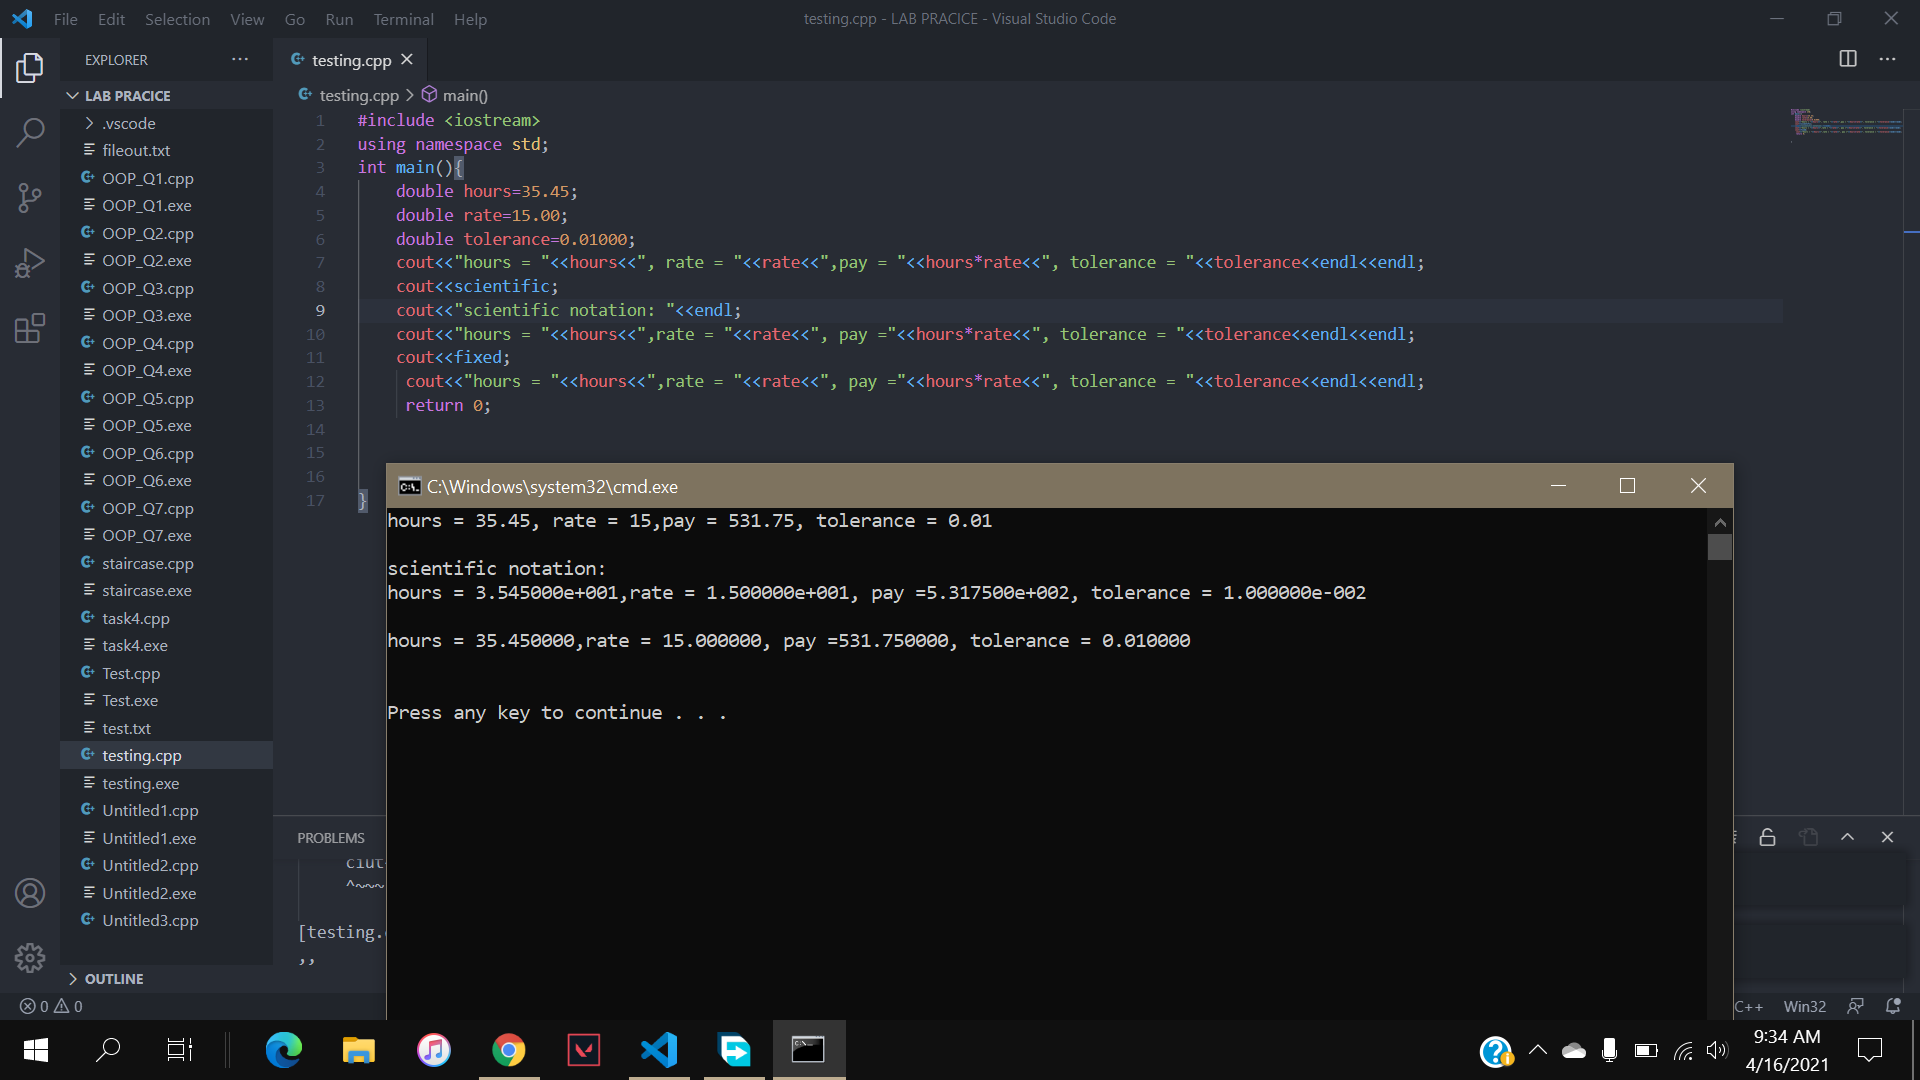 File Edit Selection View Go Run Terminal Help
testing.cpp - LAB PRACICE - Visual Studio Code
EXPLORER
LAB PRACICE
.vscode
fileout.txt
OOP_Q1.cpp
OOP_Q1.exe
OOP_Q2.cpp
OOP_Q2.exe
OOP_Q3.cpp
OOP_Q3.exe
OOP_Q4.cpp
OOP_Q4.exe
OOP_Q5.cpp
OOP_Q5.exe
OOP_Q6.cpp
OOP_Q6.exe
OOP_Q7.cpp
OOP_Q7.exe
staircase.cpp
staircase.exe
task4.cpp
task4.exe
Test.cpp
Test.exe
test.txt
testing.cpp
testing.exe
Untitled1.cpp
Untitled1.exe
Untitled2.cpp
Untitled2.exe
Untitled3.cpp
OUTLINE
testing.cpp
testing.cpp > main()
1 #include <iostream>
2 using namespace std;
3 int main(){
4 double hours=35.45;
5 double rate=15.00;
6 double tolerance=0.01000;
7 cout<<"hours = "<<hours<<", rate = "<<rate<<",pay = "<<hours*rate<<", tolerance = "<<tolerance<<endl<<endl;
8 cout<<scientific;
9 cout<<"scientific notation: "<<endl;
10 cout<<"hours = "<<hours<<",rate = "<<rate<<", pay ="<<hours*rate<<", tolerance = "<<tolerance<<endl<<endl;
11 cout<<fixed;
12 cout<<"hours = "<<hours<<",rate = "<<rate<<", pay ="<<hours*rate<<", tolerance = "<<tolerance<<endl<<endl;
13 return 0;
14
15
16
17 }
C:\Windows\system32\cmd.exe
hours = 35.45, rate = 15,pay = 531.75, tolerance = 0.01
scientific notation:
hours = 3.545000e+001,rate = 1.500000e+001, pay =5.317500e+002, tolerance = 1.000000e-002
hours = 35.450000,rate = 15.000000, pay =531.750000, tolerance = 0.010000
Press any key to continue . . .
PROBLEMS
^~~~
[testing.
,,
0 0
C++ Win32
9:34 AM
4/16/2021